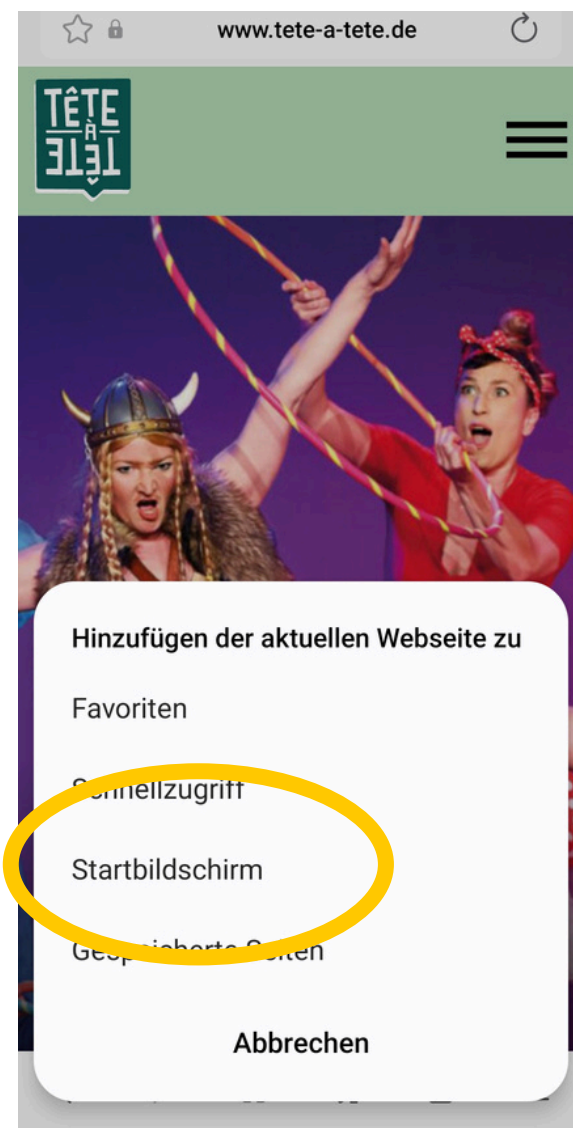 www.tete-a-tete.de
TÊTE
À
TÊTE
Hinzufügen der aktuellen Webseite zu
Favoriten
Schnellzugriff
Startbildschirm
Gespeicherte Seiten
Abbrechen